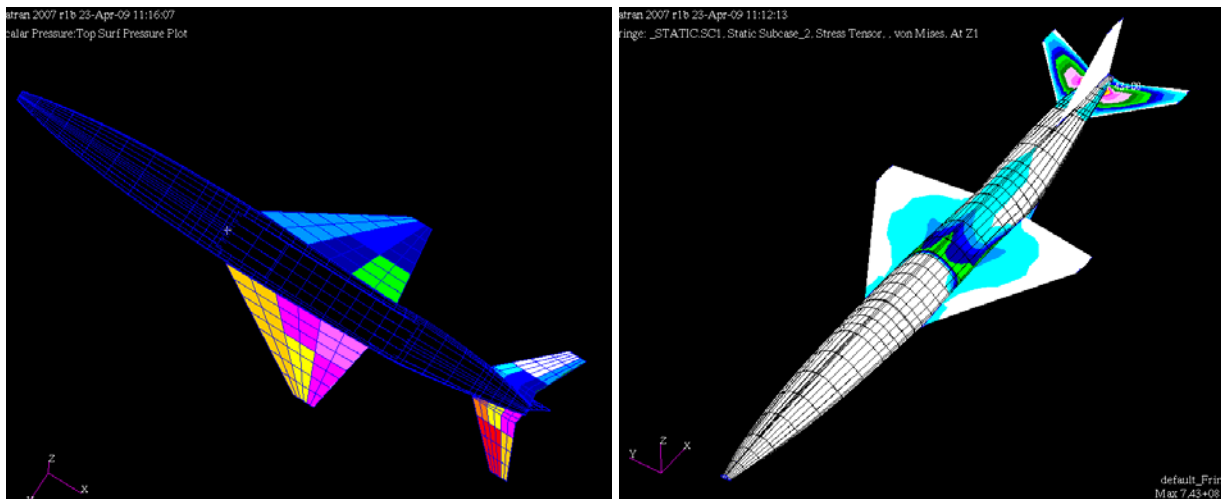 atran 2007 r1b 23-Apr-09 11:16:07
calar Pressure:Top Surf Pressure Plot
X
atran 2007 r1b 23-Apr-09 11:12:13
ringe: _STATIC.SC1, Static Subcase_2, Stress Tensor, , von Mises, At Z1
Z
Y X
default_Frin
Max 7.43+08